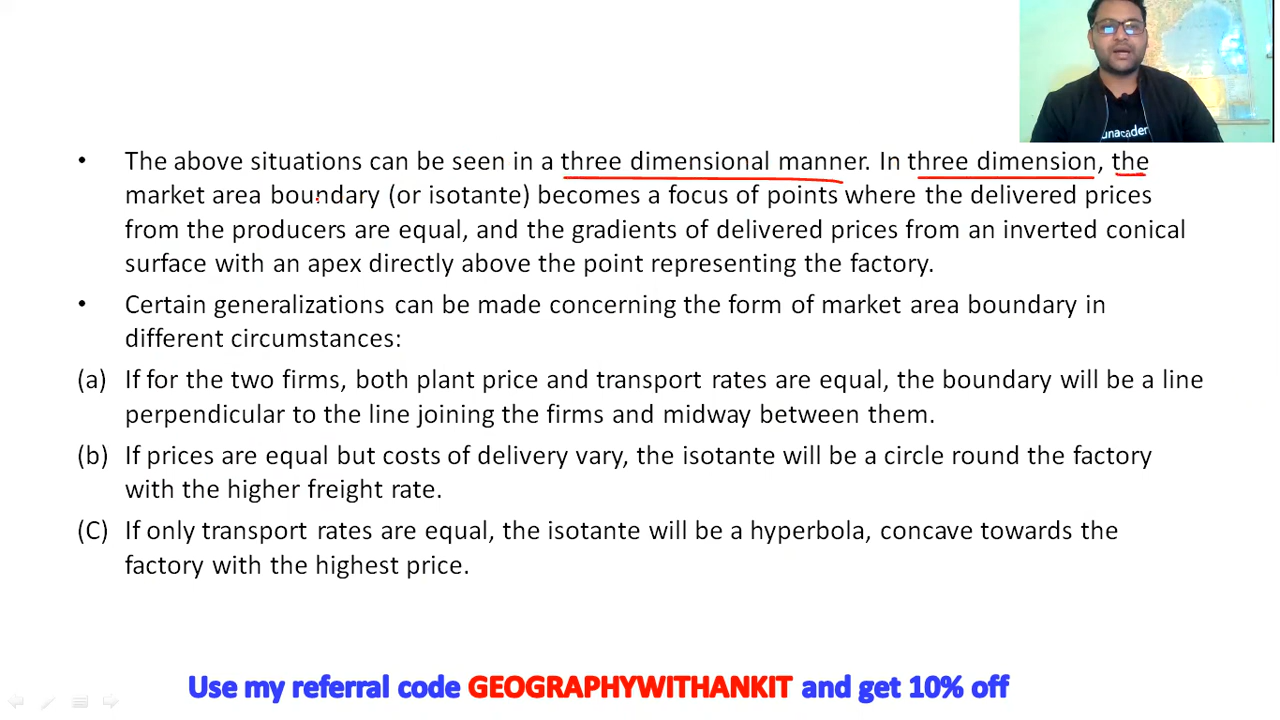 unacadem
• The above situations can be seen in a three dimensional manner. In three dimension, the
market area boundary (or isotante) becomes a focus of points where the delivered prices
from the producers are equal, and the gradients of delivered prices from an inverted conical
surface with an apex directly above the point representing the factory.
• Certain generalizations can be made concerning the form of market area boundary in
different circumstances:
(a) If for the two firms, both plant price and transport rates are equal, the boundary will be a line
perpendicular to the line joining the firms and midway between them.
(b) If prices are equal but costs of delivery vary, the isotante will be a circle round the factory
with the higher freight rate.
(C) If only transport rates are equal, the isotante will be a hyperbola, concave towards the
factory with the highest price.
Use my referral code GEOGRAPHYWITHANKIT and get 10% off